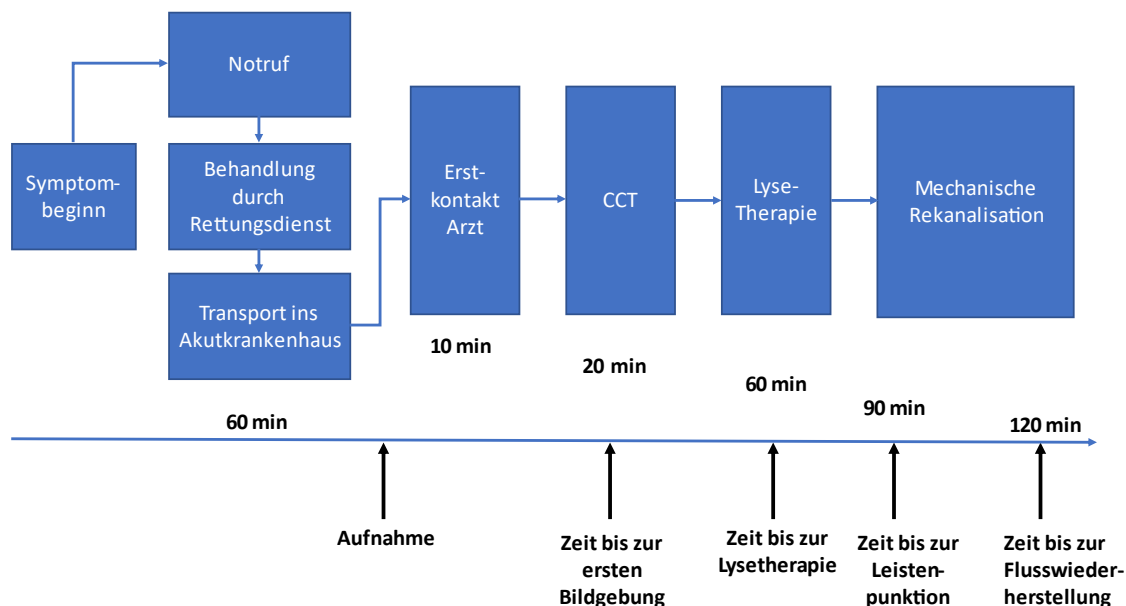 Notruf
Symptom-
beginn
Behandlung
durch
Rettungsdienst
Transport ins
Akutkrankenhaus
Erst-
kontakt
Arzt
CCT
Lyse-
Therapie
Mechanische
Rekanalisation
10 min
20 min
60 min
90 min
60 min
120 min
Aufnahme
Zeit bis zur
ersten
Bildgebung
Zeit bis zur
Lysetherapie
Zeit bis zur
Leisten-
punktion
Zeit bis zur
Flusswieder-
herstellung